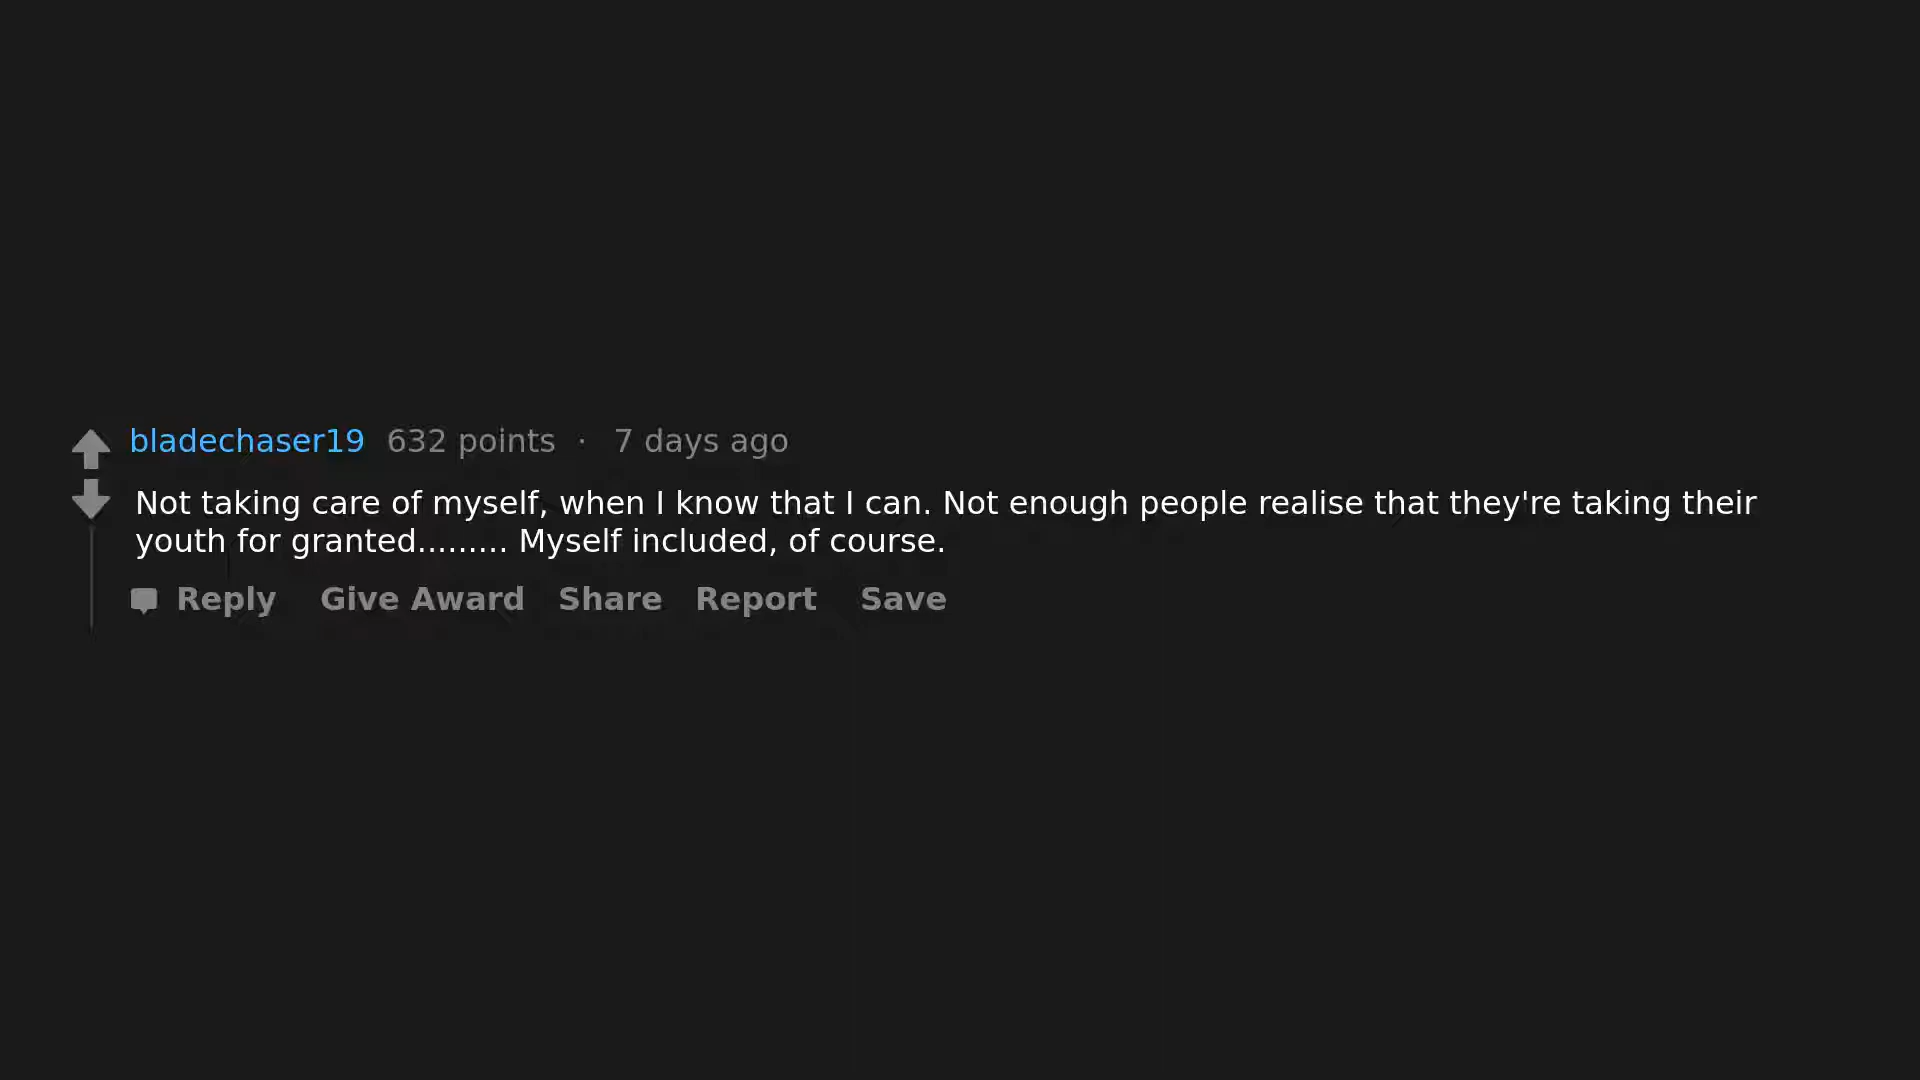 bladechaser19 632 points · 7 days ago
Not taking care of myself, when I know that I can. Not enough people realise that they're taking their
youth for granted......... Myself included, of course.
Reply Give Award Share Report Save